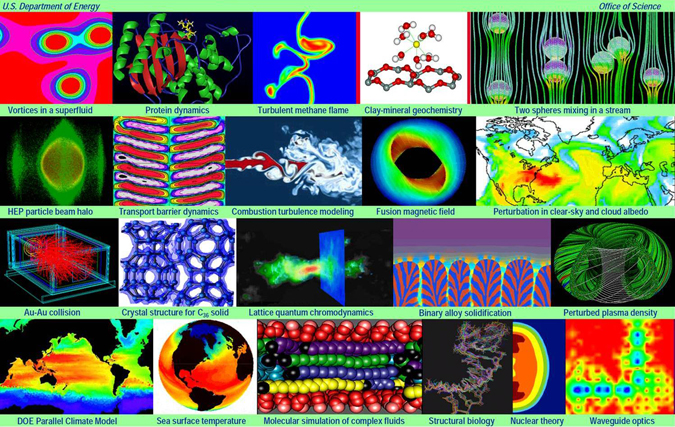 U.S. Department of Energy
Office of Science
Vortices in a superfluid
Protein dynamics
Turbulent methane flame
Clay-mineral geochemistry
Two spheres mixing in a stream
HEP particle beam halo
Transport barrier dynamics
Combustion turbulence modeling
Fusion magnetic field
Perturbation in clear-sky and cloud albedo
Au-Au collision
Crystal structure for C36 solid
Lattice quantum chromodynamics
Binary alloy solidification
Perturbed plasma density
DOE Parallel Climate Model
Sea surface temperature
Molecular simulation of complex fluids
Structural biology
Nuclear theory
Waveguide optics